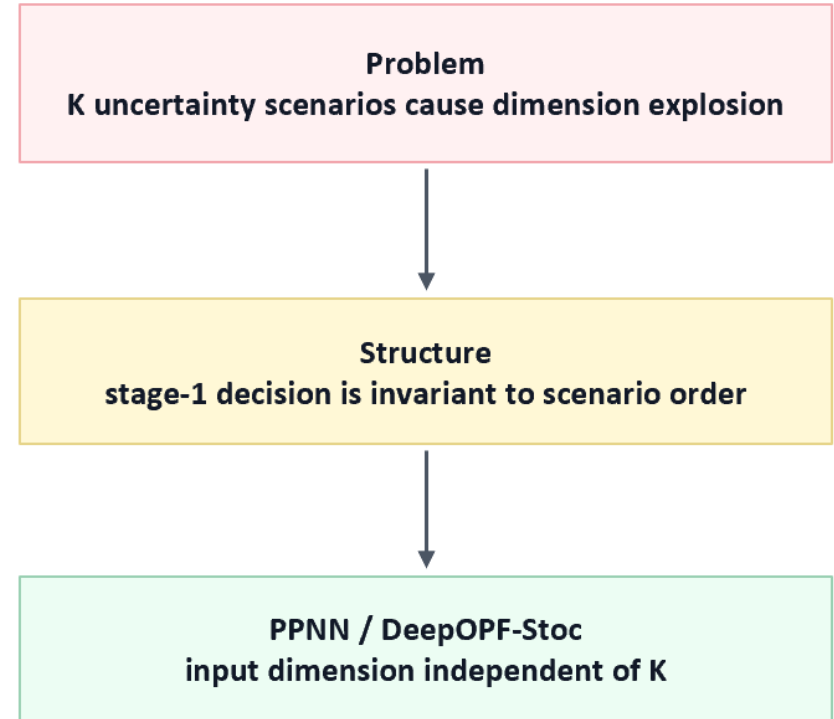 Problem
K uncertainty scenarios cause dimension explosion
Structure
stage-1 decision is invariant to scenario order
PPNN / DeepOPF-Stoc
input dimension independent of K